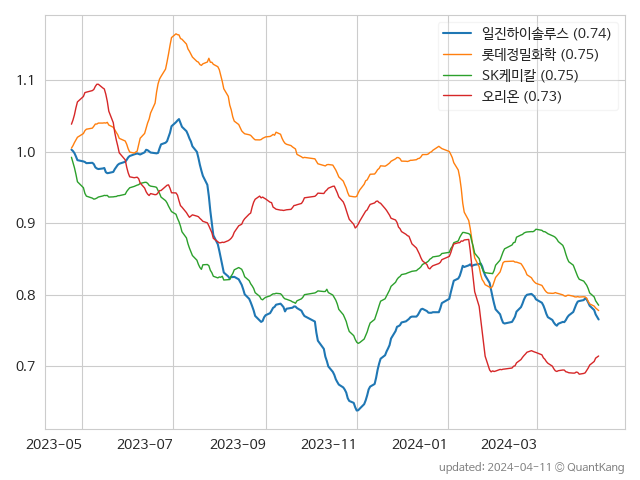 일진하이솔루스 (0.74)
롯데정밀화학 (0.75)
SK케미칼 (0.75)
오리온 (0.73)
1.1
1.0
0.9
0.8
0.7
2023-05 2023-07 2023-09 2023-11 2024-01 2024-03
updated: 2024-04-11 © QuantKang